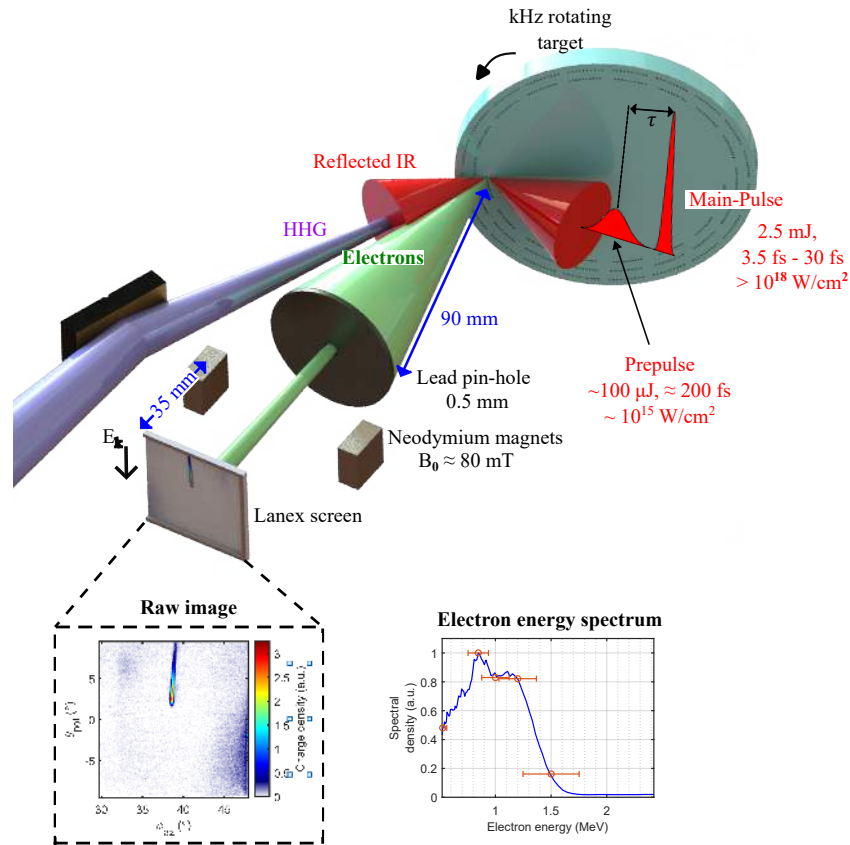 kHz rotating
target
τ
Reflected IR
Main-Pulse
HHG
2.5 mJ,
Electrons
3.5 fs - 30 fs
> 10¹⁸ W/cm²
90 mm
Prepulse
Lead pin-hole
~100 μJ, ≈ 200 fs
0.5 mm
~ 10¹⁵ W/cm²
35 mm
Neodymium magnets
B₀ ≈ 80 mT
Lanex screen
Raw image
5
0
-5
30
35
40
45
3
2.5
2
1.5
1
0.5
0
Charge density (a.u.)
Electron energy spectrum
1
0.8
0.6
0.4
0.2
0
Spectral
density (a.u.)
1
1.5
2
Electron energy (MeV)